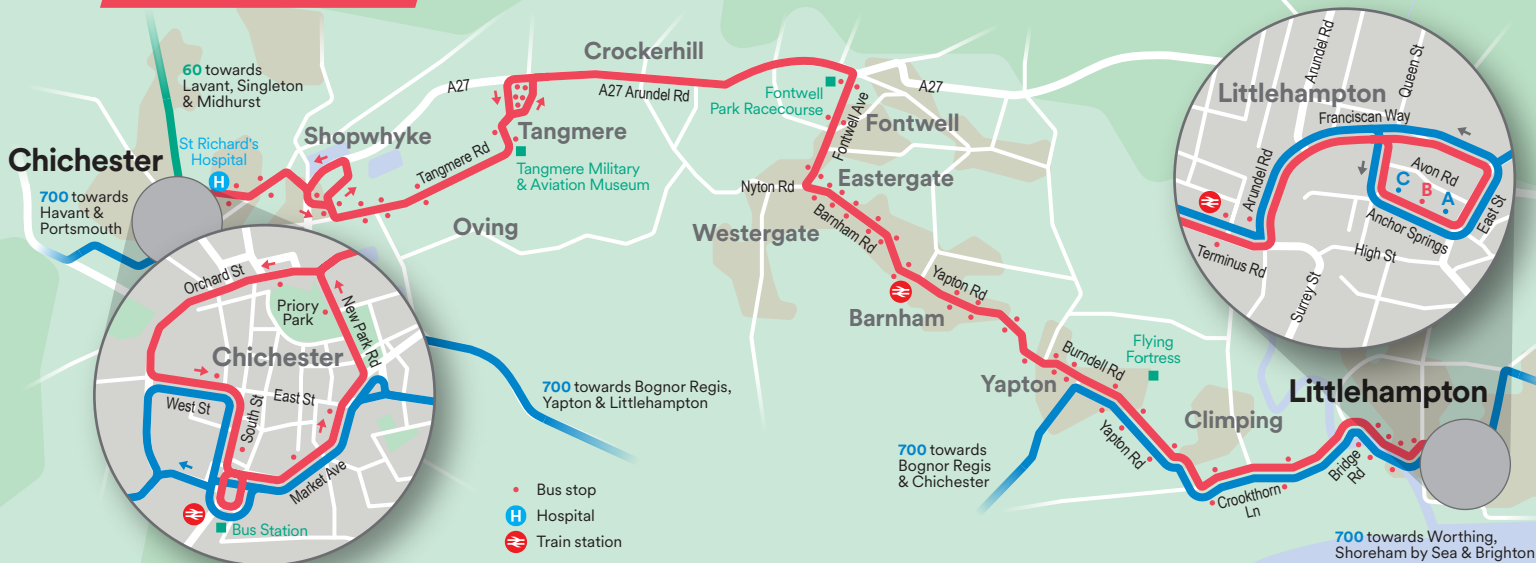 60 towards
Lavant, Singleton
& Midhurst
St Richard's
Hospital
H
Chichester
700 towards
Havant &
Portsmouth
Shopwhyke
A27
Crockerhill
A27 Arundel Rd
Tangmere
Tangmere Rd
Tangmere Military
& Aviation Museum
Oving
Fontwell
Park Racecourse
A27
Fontwell Ave
Fontwell
Nyton Rd
Eastergate
Westergate
Barnham Rd
Yapton Rd
Barnham
Yapton
Burndell Rd
Flying
Fortress
Yapton Rd
Climping
Crookthorn
Ln
Bridge
Rd
Littlehampton
700 towards
Bognor Regis
& Chichester
700 towards Worthing,
Shoreham by Sea & Brighton
700 towards Bognor Regis,
Yapton & Littlehampton
Orchard St
Priory
Park
New Park Rd
Chichester
West St
South St
East St
Market Ave
Bus Station
Bus stop
H Hospital
Train station
Arundel Rd
Queen St
Littlehampton
Franciscan Way
Avon Rd
C
B
A
Arundel Rd
Anchor Springs
East St
High St
Terminus Rd
Surrey St